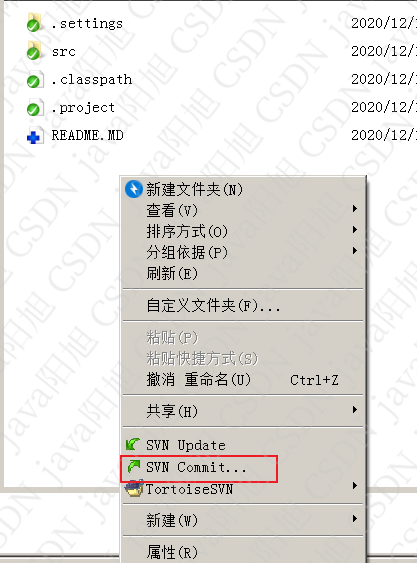 .settings 2020/12/1
src 2020/12/1
.classpath 2020/12/1
.project 2020/12/1
README.MD 2020/12/1
新建文件夹(N)
查看(V)
排序方式(O)
分组依据(P)
刷新(E)
自定义文件夹(F)...
粘贴(P)
粘贴快捷方式(S)
撤消 重命名(U) Ctrl+Z
共享(H)
SVN Update
SVN Commit...
TortoiseSVN
新建(W)
属性(R)
CSDN java阳旭